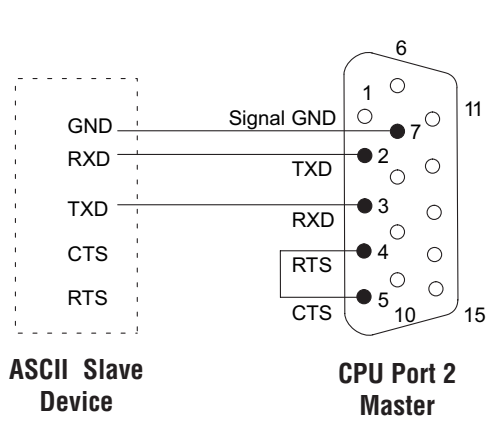 6
1
11
GND
Signal GND
7
RXD
2
TXD
TXD
3
RXD
CTS
4
RTS
RTS
5
CTS
10
15
ASCII Slave
Device
CPU Port 2
Master